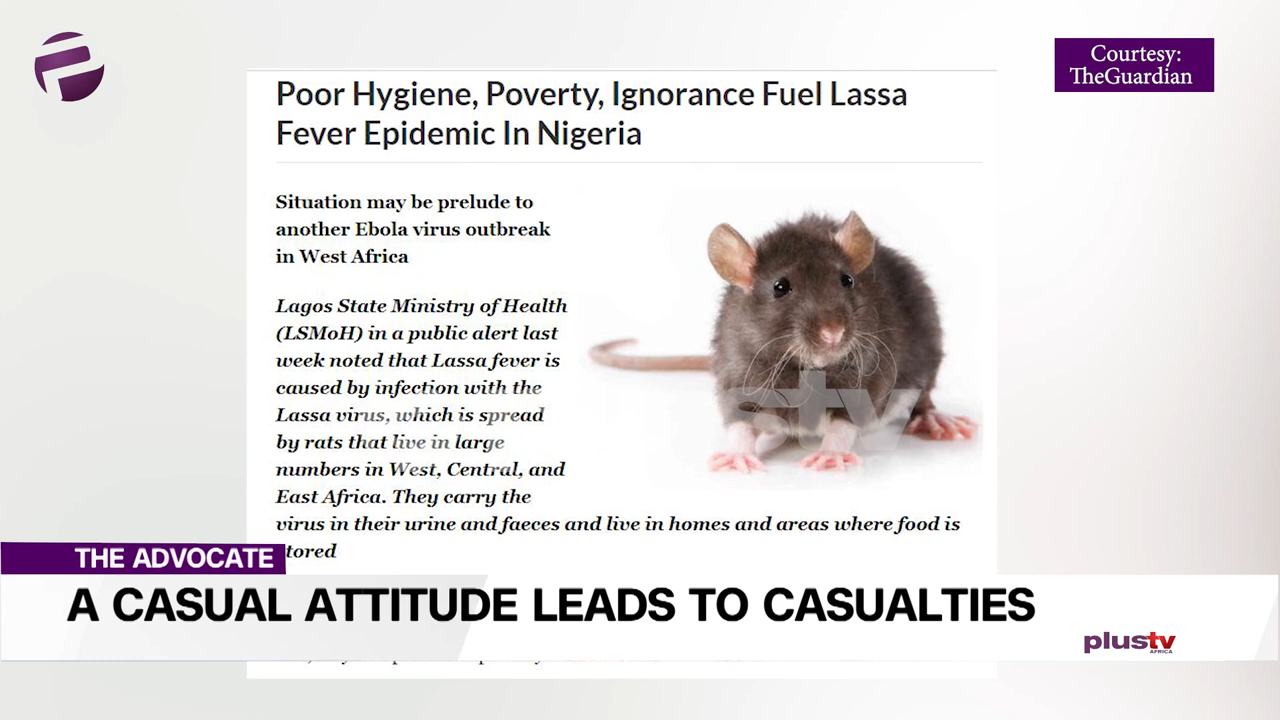 Courtesy:
TheGuardian
Poor Hygiene, Poverty, Ignorance Fuel Lassa
Fever Epidemic In Nigeria
Situation may be prelude to
another Ebola virus outbreak
in West Africa
Lagos State Ministry of Health
(LSMoH) in a public alert last
week noted that Lassa fever is
caused by infection with the
Lassa virus, which is spread
by rats that live in large
numbers in West, Central, and
East Africa. They carry the
virus in their urine and faeces and live in homes and areas where food is
tored
THE ADVOCATE
A CASUAL ATTITUDE LEADS TO CASUALTIES
plustv
AFRICA